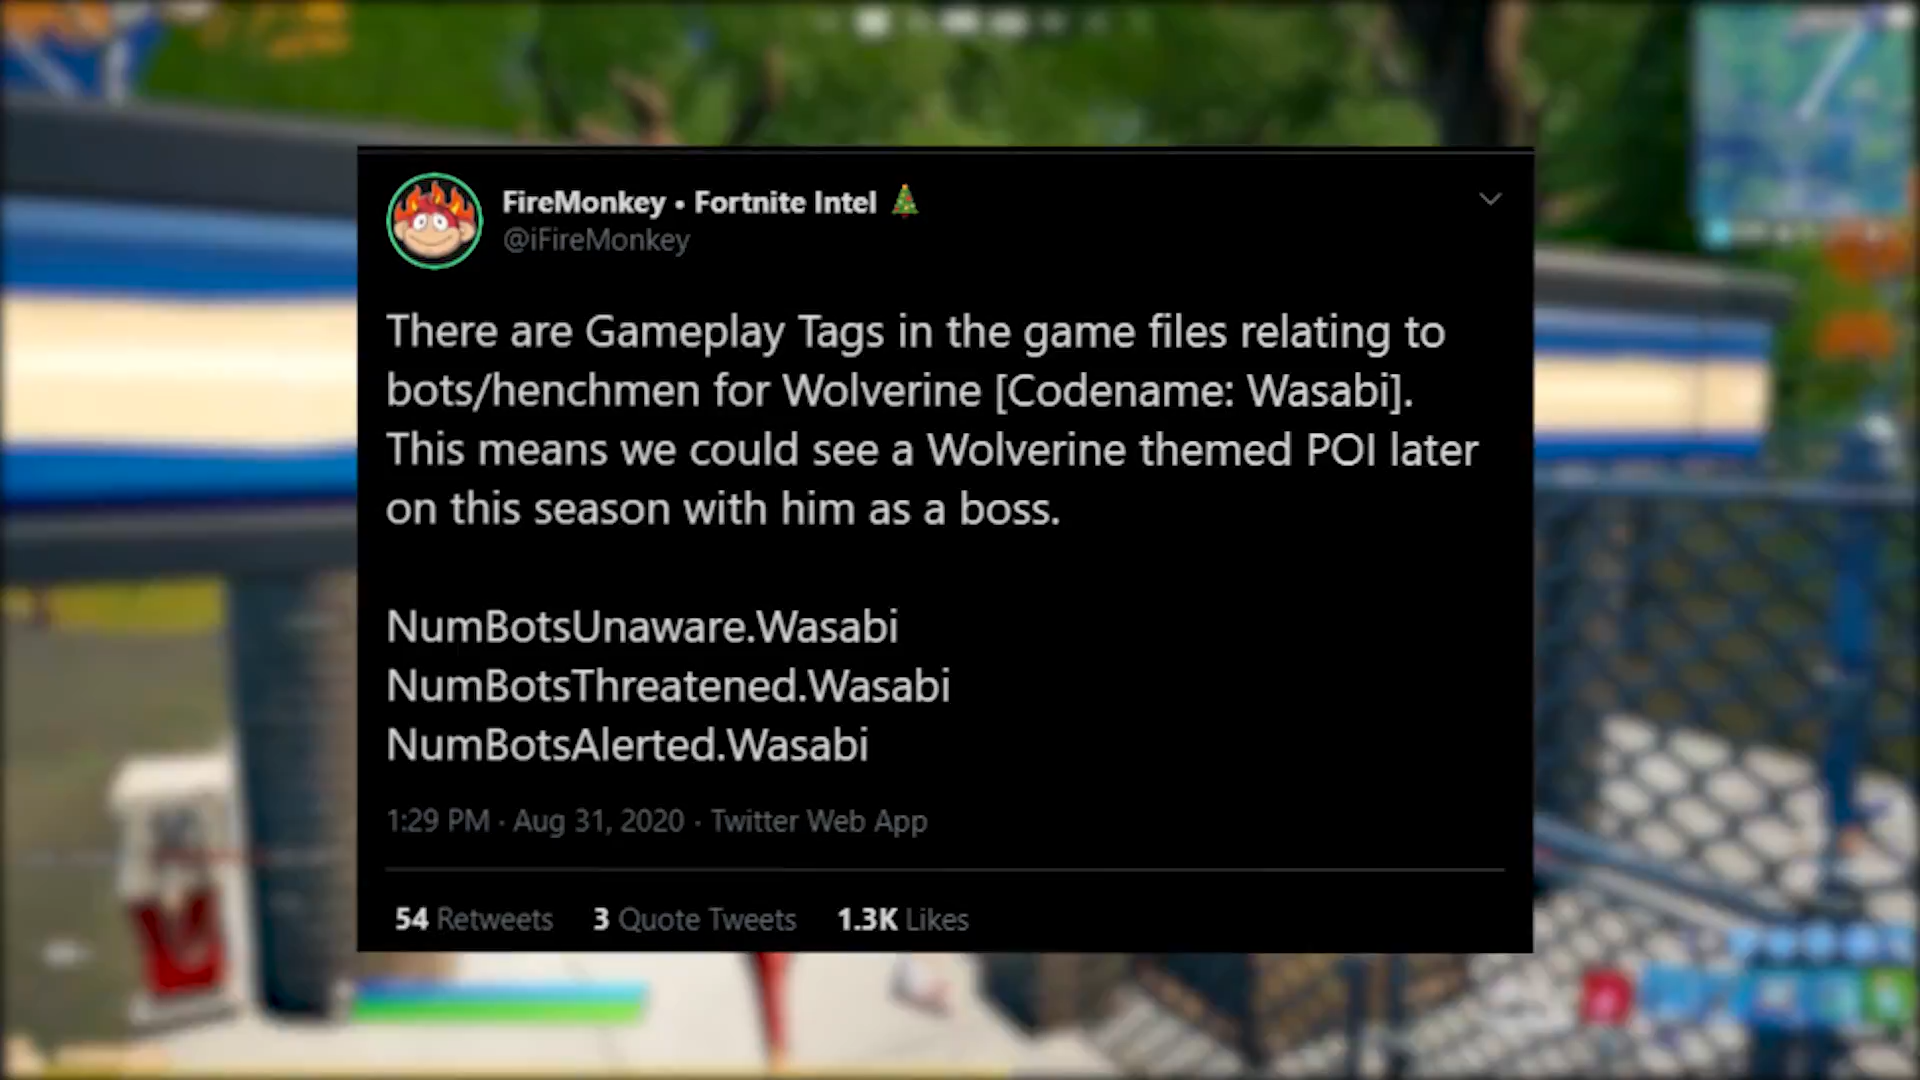 FireMonkey • Fortnite Intel 🎄
@iFireMonkey
There are Gameplay Tags in the game files relating to
bots/henchmen for Wolverine [Codename: Wasabi].
This means we could see a Wolverine themed POI later
on this season with him as a boss.
NumBotsUnaware.Wasabi
NumBotsThreatened.Wasabi
NumBotsAlerted.Wasabi
1:29 PM · Aug 31, 2020 · Twitter Web App
54 Retweets 3 Quote Tweets 1.3K Likes